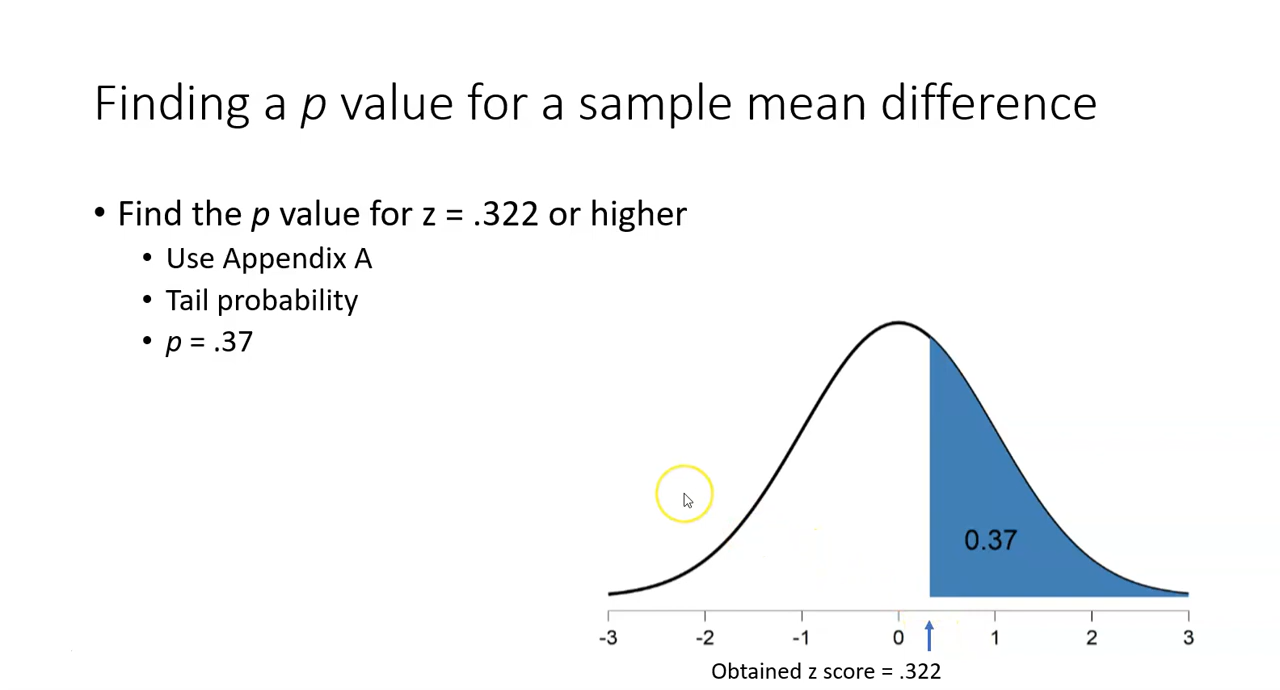 Finding a p value for a sample mean difference
• Find the p value for z = .322 or higher
• Use Appendix A
• Tail probability
• p = .37
0.37
-3 -2 -1 0 1 2 3
Obtained z score = .322